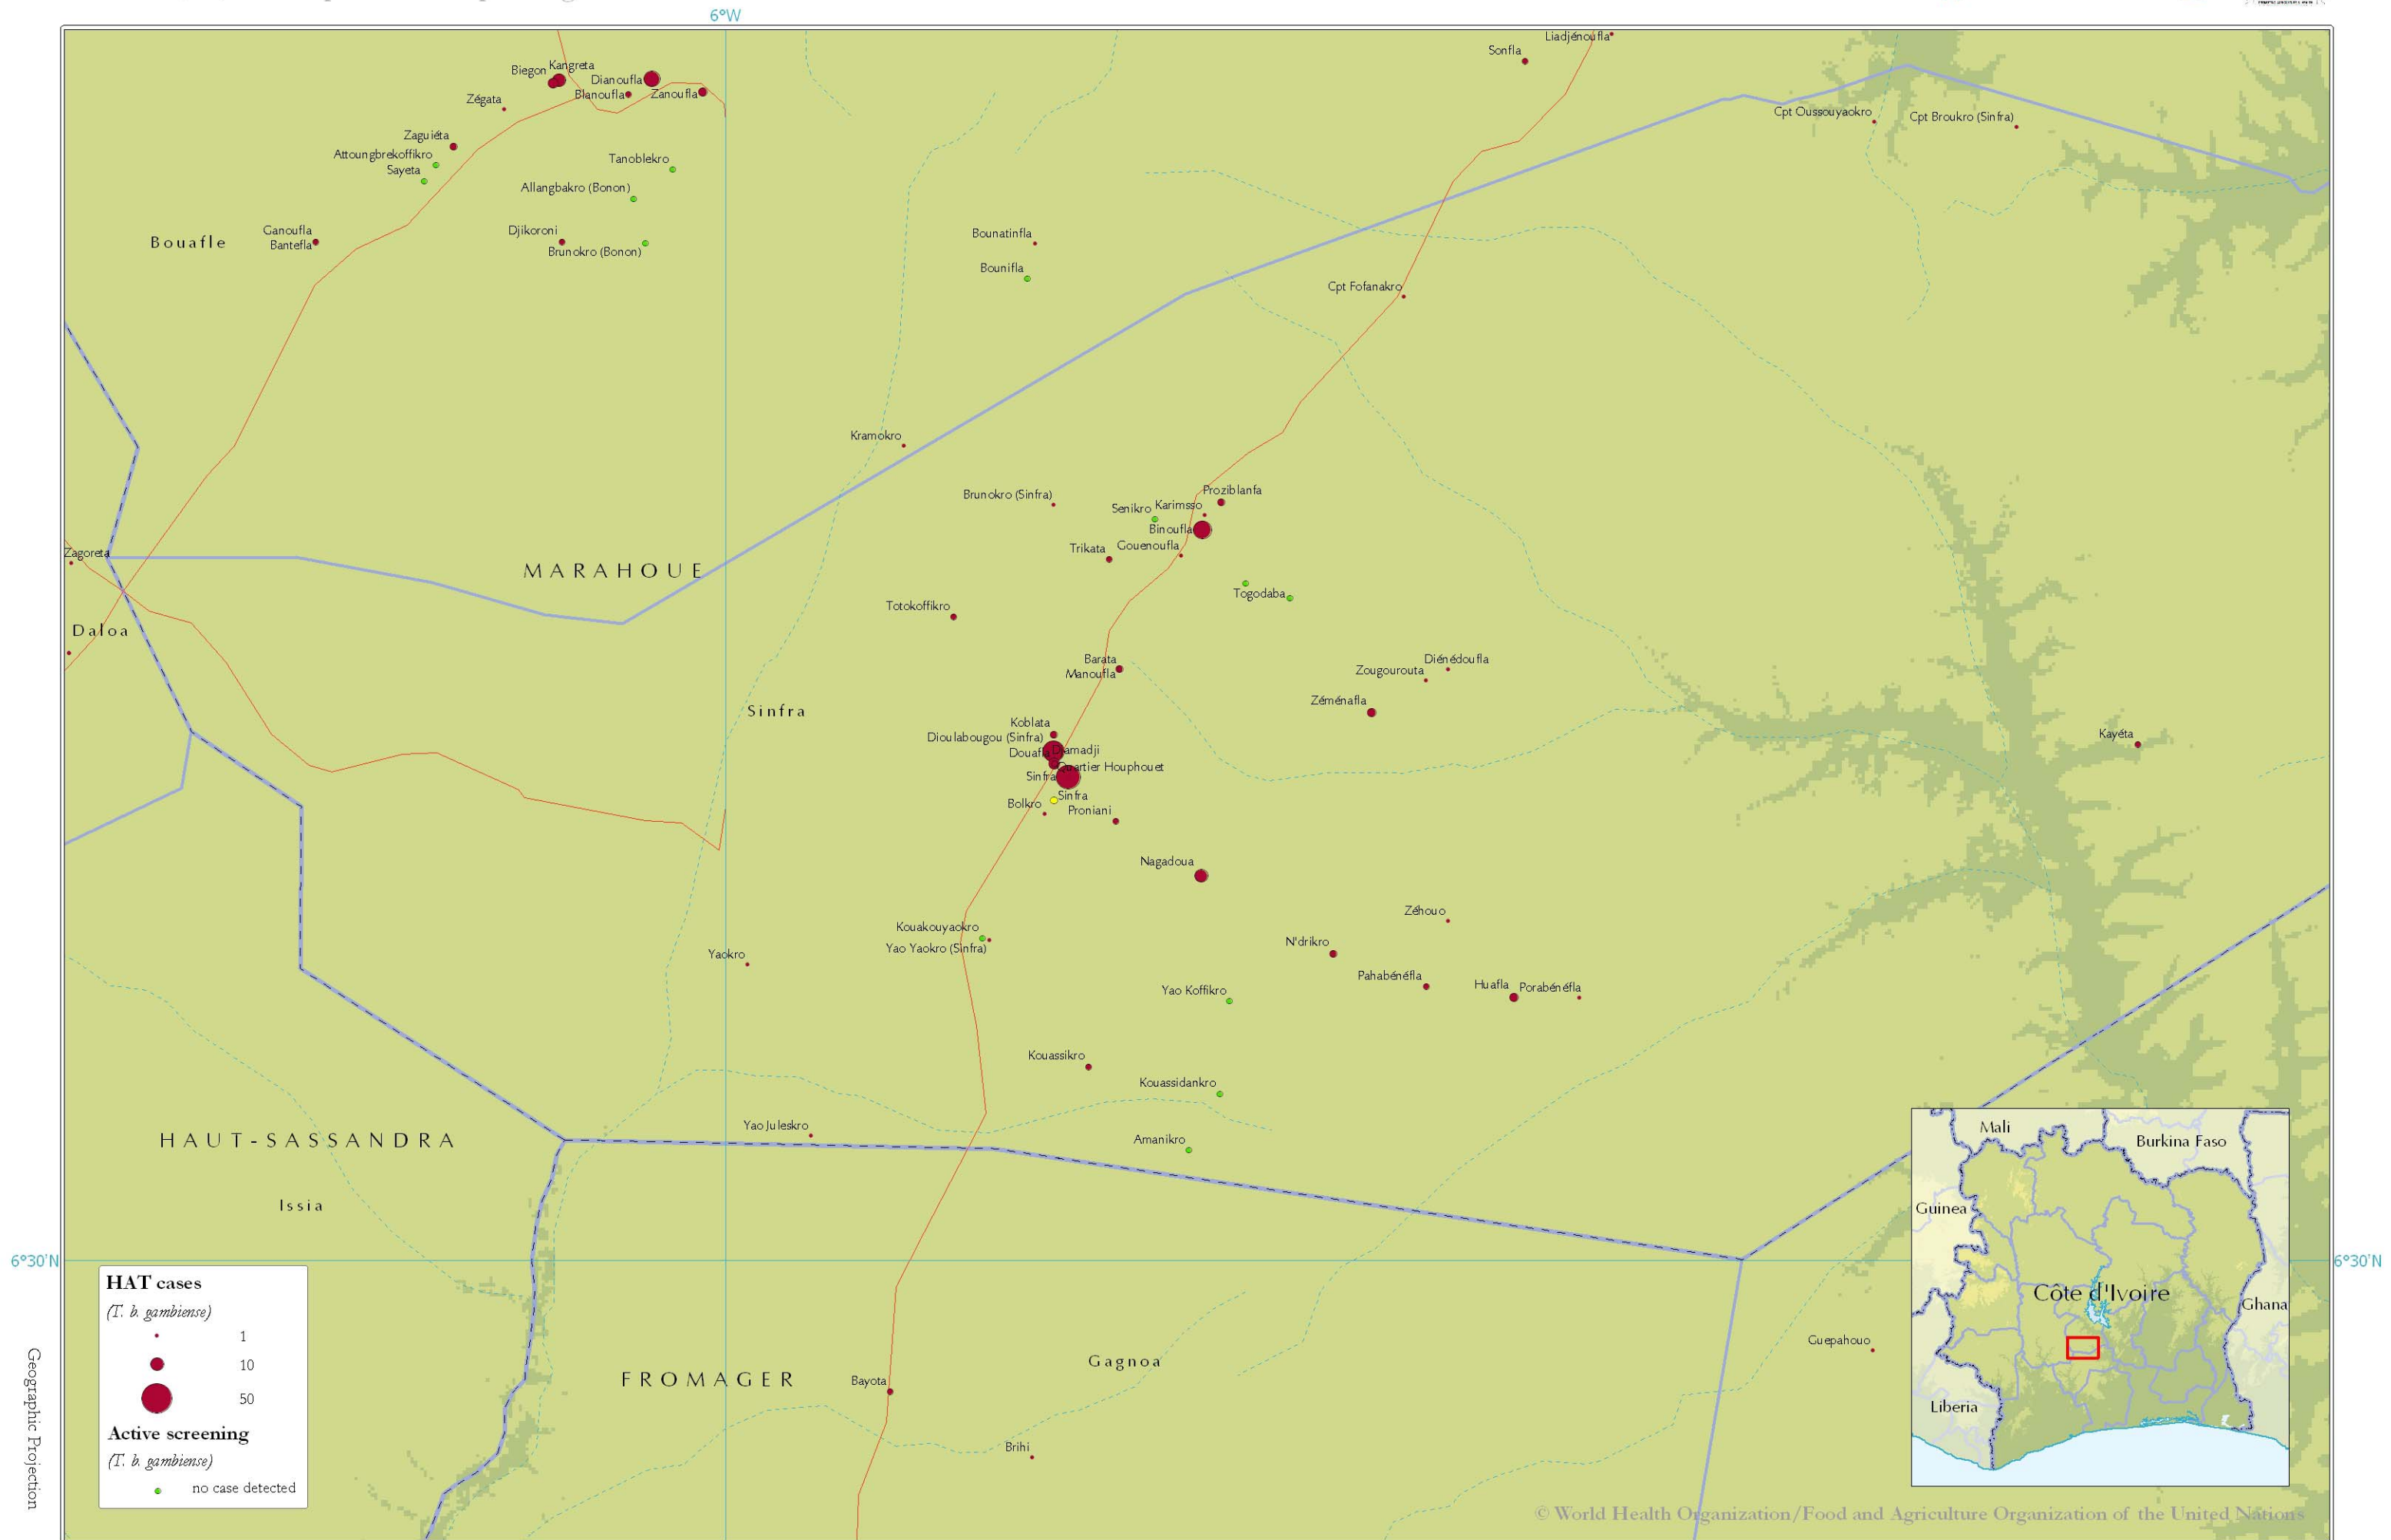 6°W
Liadjénoufla
Sonfla
Kangreta
Biegon
Dianoufla
Blanoufla
Zanoufla
Zégata
Cpt Oussouyaokro
Cpt Broukro (Sinfra)
Zaguiéta
Attoungbrekoffikro
Sayeta
Tanoblekro
Allangbakro (Bonon)
Bouafle
Ganoufla
Bantefla
Djikoroni
Brunokro (Bonon)
Bounatinfla
Bounifla
Cpt Fofanakro
Kramokro
Brunokro (Sinfra)
Proziblanfa
Senikro
Karimsso
Binoufla
Trikata
Gouenoufla
Zagoreta
MARAHOUE
Togodaba
Totokoffikro
Daloa
Barata
Manoufla
Diénédoufla
Zougourouta
Zéménafla
Sinfra
Koblata
Dioulabougou (Sinfra)
Douafla
Djamadji
Quartier Houphouet
Sinfra
Sinfra
Bolkro
Proniani
Kayéta
Nagadoua
Zéhouo
Kouakouyaokro
Yao Yaokro (Sinfra)
N'drikro
Yaokro
Pahabénéfla
Yao Koffikro
Huafla
Porabénéfla
Kouassikro
Kouassidankro
Yao Juleskro
Amanikro
HAUT-SASSANDRA
Issia
6°30'N
6°30'N
Mali
Burkina Faso
Guinea
Côte d'Ivoire
Ghana
Liberia
HAT cases
(T. b. gambiense)
1
10
50
Active screening
(T. b. gambiense)
no case detected
Guepahouo
Gagnoa
FROMAGER
Bayota
Brihi
Geographic Projection
© World Health Organization/Food and Agriculture Organization of the United Nations